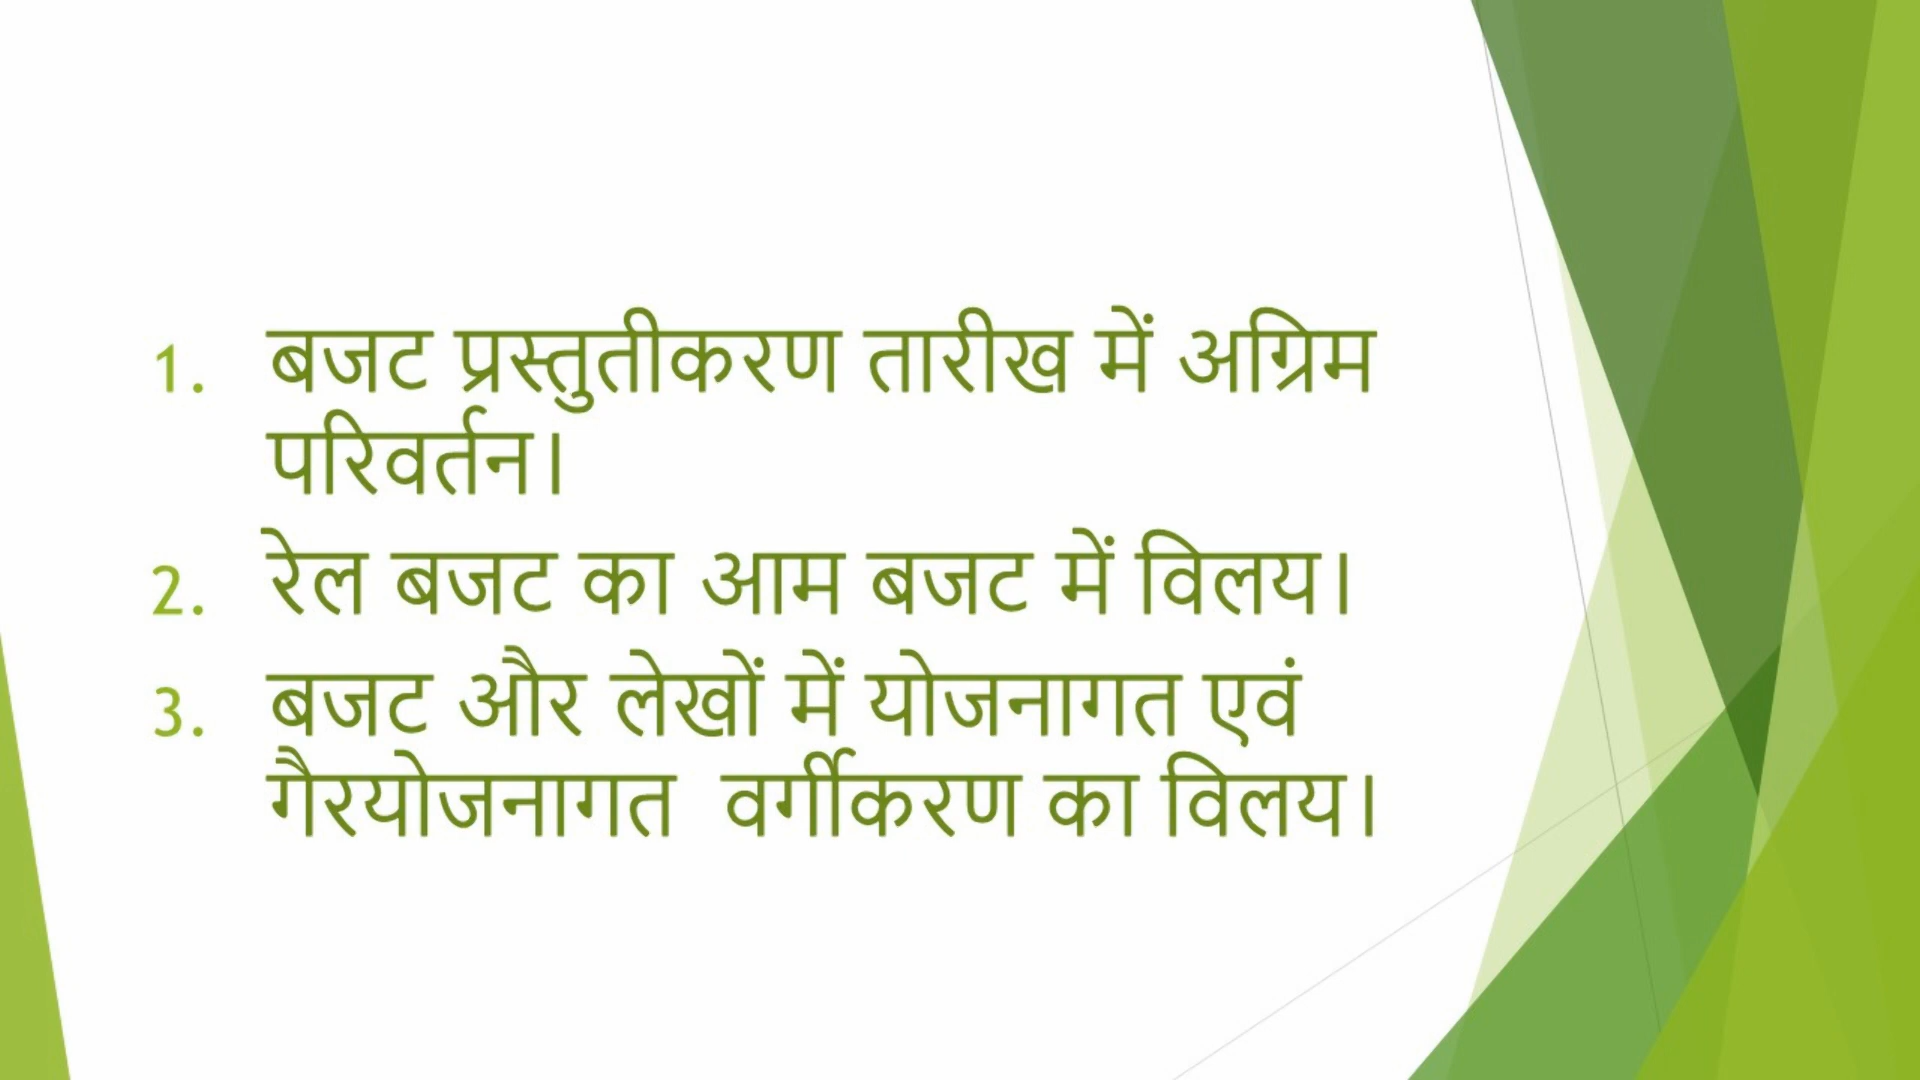 1. बजट प्रस्तुतीकरण तारीख में अग्रिम
परिवर्तन।
2. रेल बजट का आम बजट में विलय।
3. बजट और लेखों में योजनागत एवं
गैरयोजनागत  वर्गीकरण का विलय।